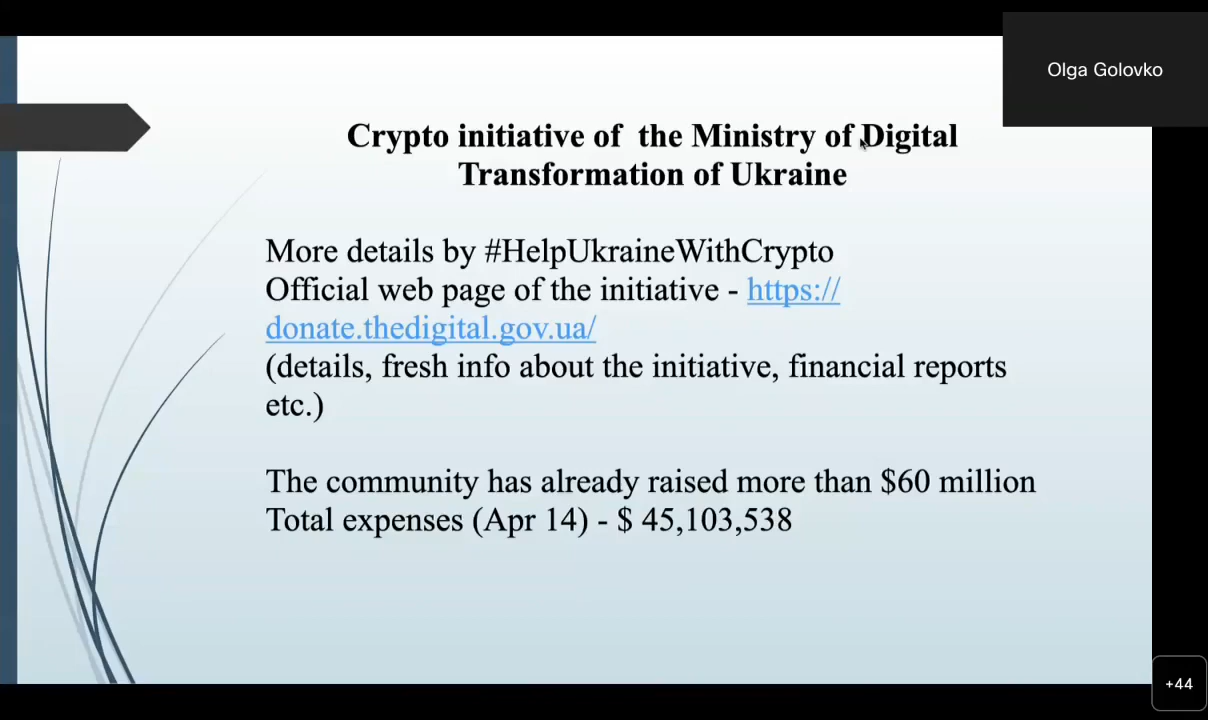 Olga Golovko
Crypto initiative of the Ministry of Digital
Transformation of Ukraine
More details by #HelpUkraineWithCrypto
Official web page of the initiative - https://
donate.thedigital.gov.ua/
(details, fresh info about the initiative, financial reports
etc.)
The community has already raised more than $60 million
Total expenses (Apr 14) - $ 45,103,538
+44